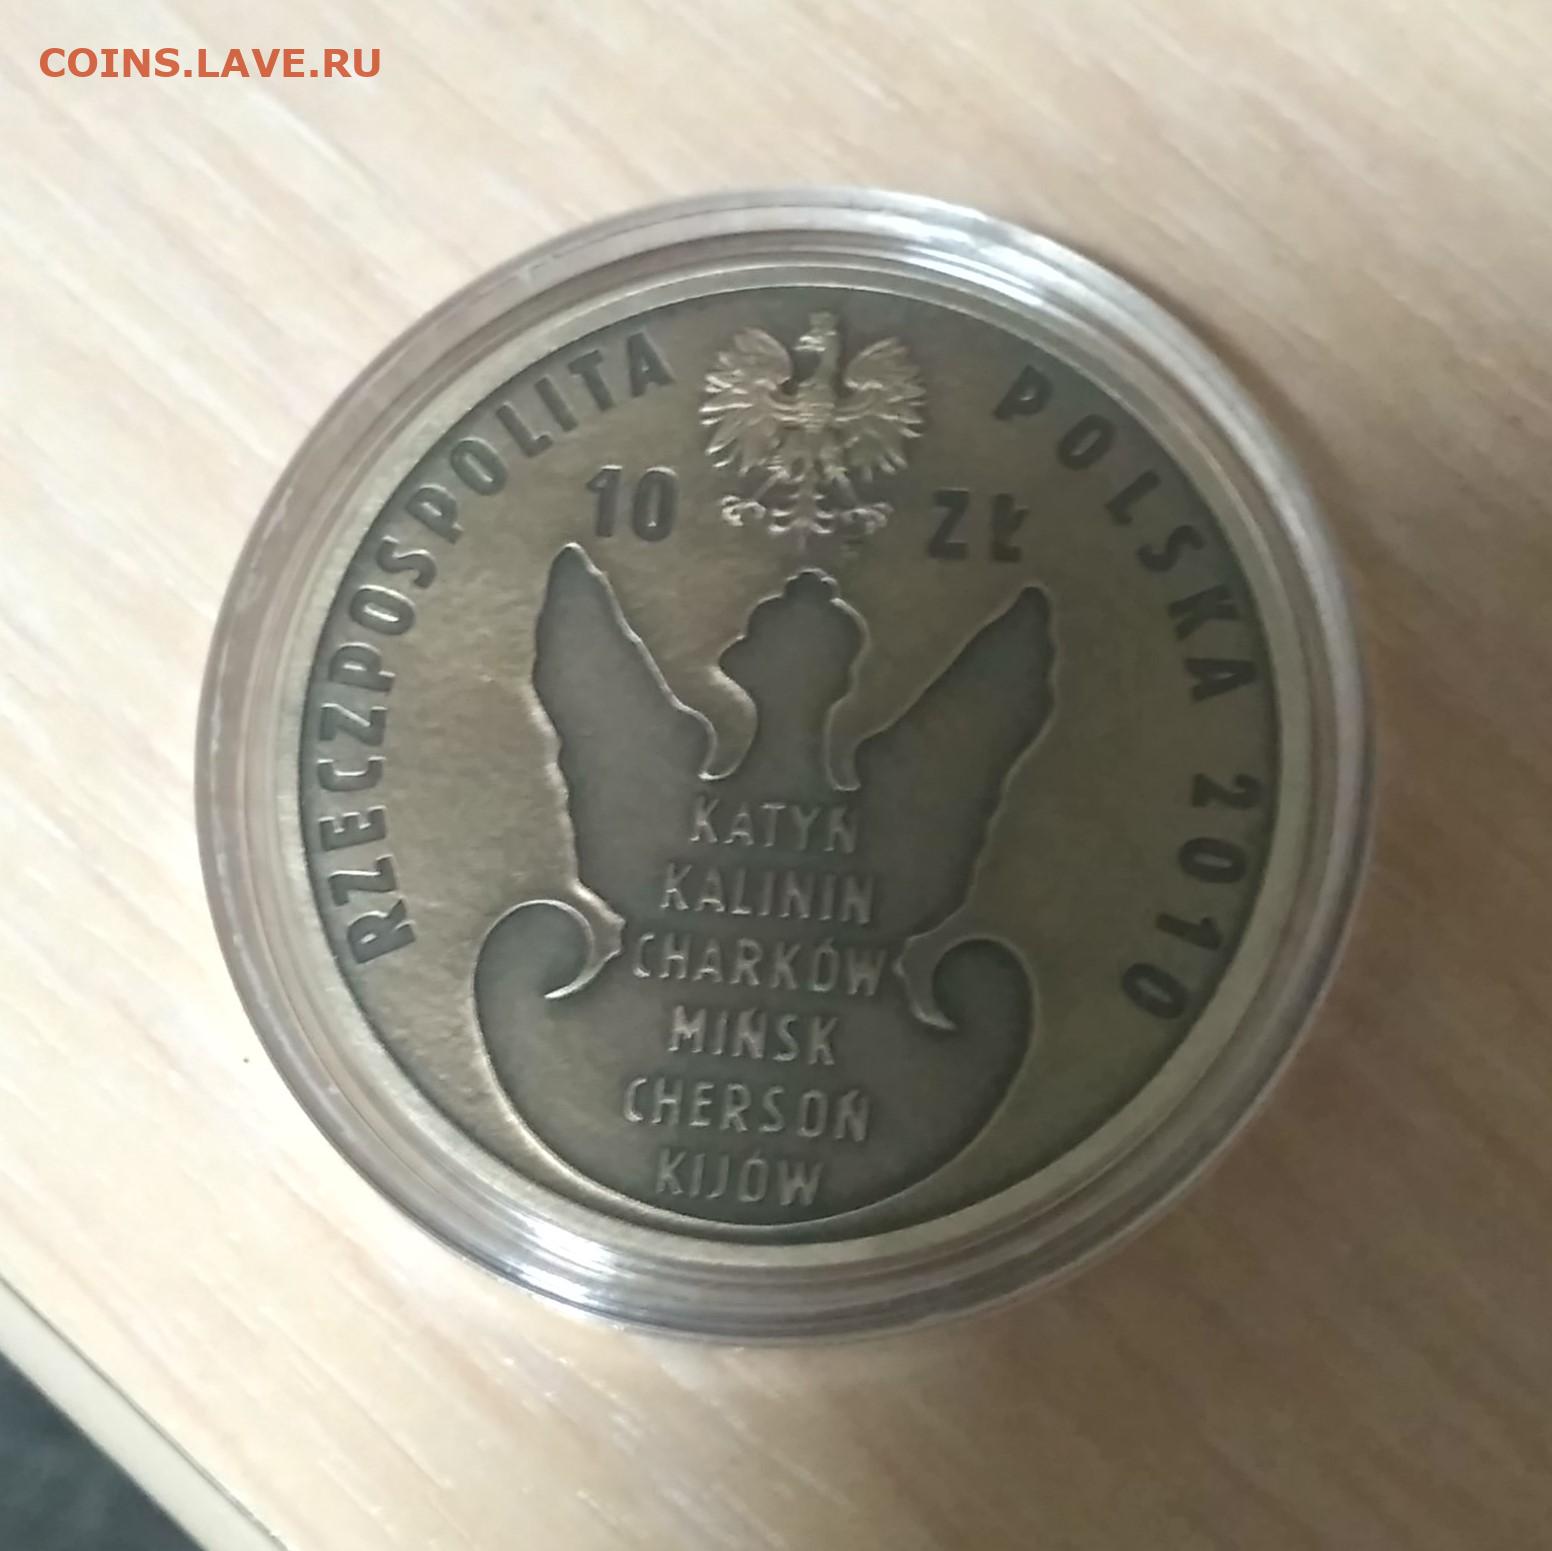 COINS.LAVE.RU
RZECZPOSPOLITA POLSKA 2010
10 ZŁ
KATYŃ
KALININ
CHARKÓW
MIŃSK
CHERSOŃ
KIJÓW